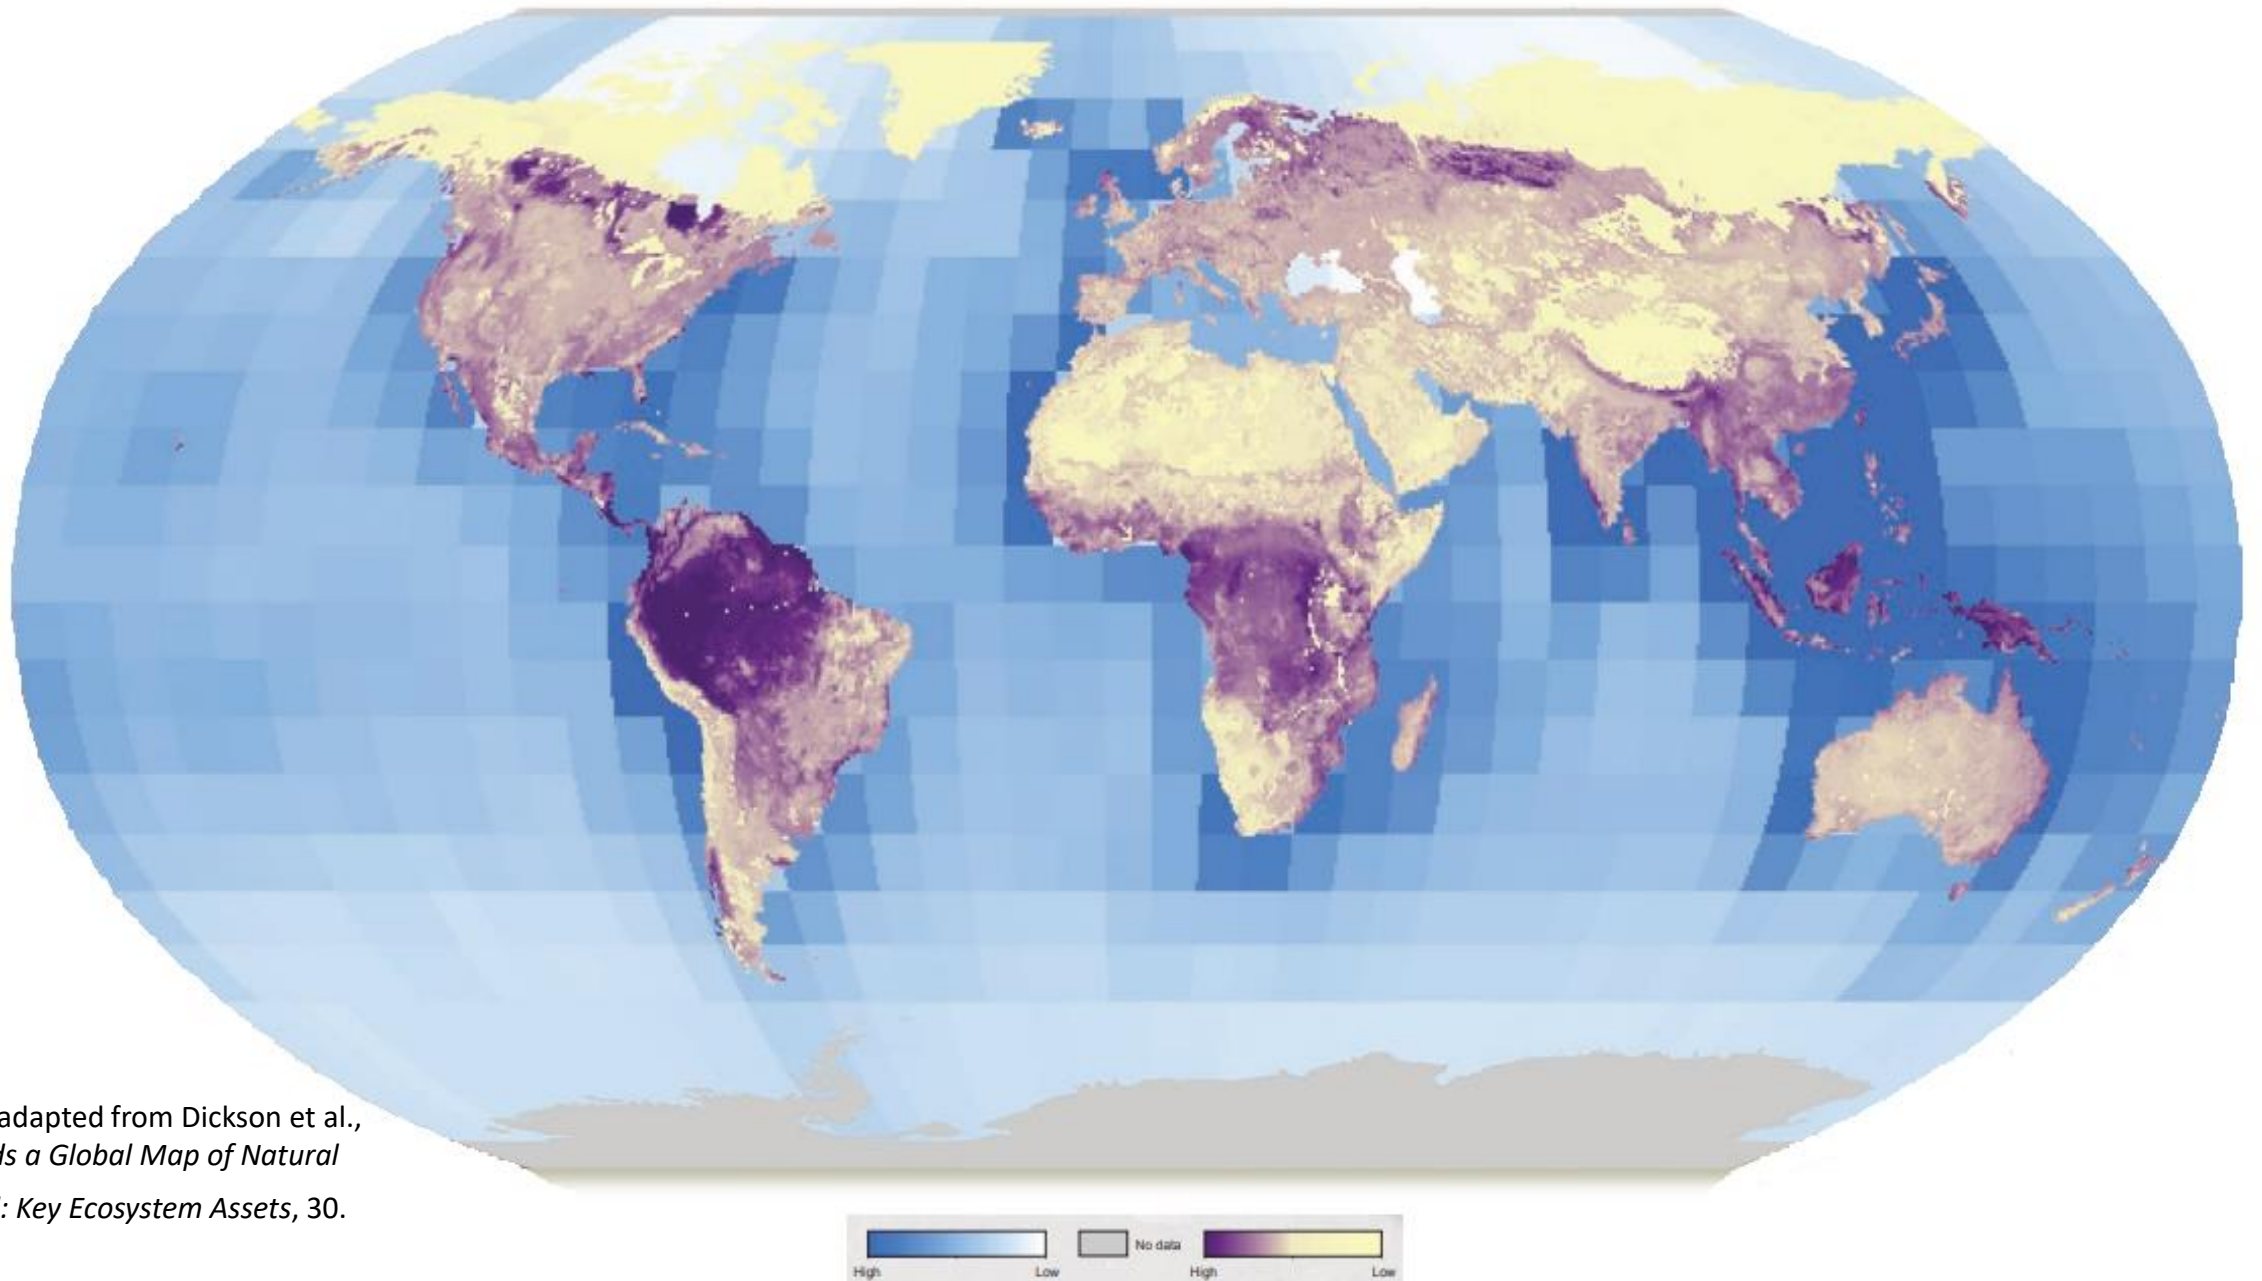 adapted from Dickson et al.,
ds a Global Map of Natural
: Key Ecosystem Assets, 30.
No data
High
Low
High
Low